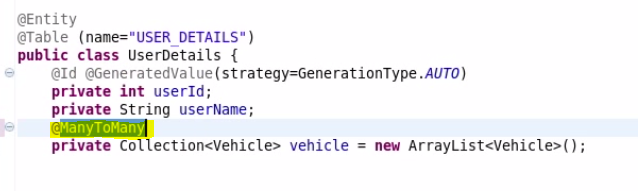 @Entity
@Table (name="USER_DETAILS")
public class UserDetails {
@Id @GeneratedValue(strategy=GenerationType.AUTO)
private int userId;
private String userName;
@ManyToMany
private Collection<Vehicle> vehicle = new ArrayList<Vehicle>();